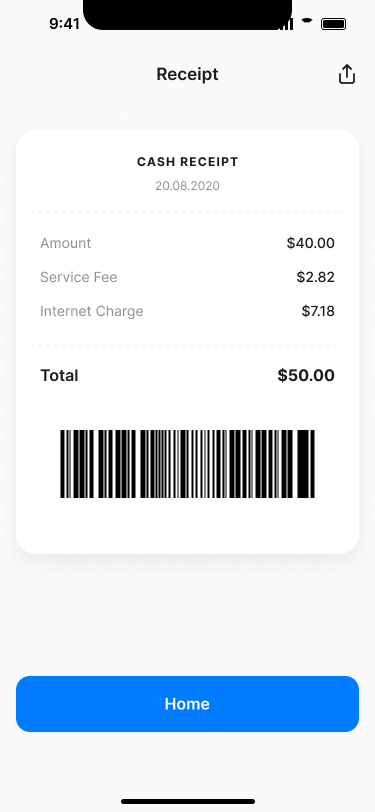 9:41
Receipt
CASH RECEIPT
20.08.2020
Amount $40.00
Service Fee $2.82
Internet Charge $7.18
Total $50.00
Home